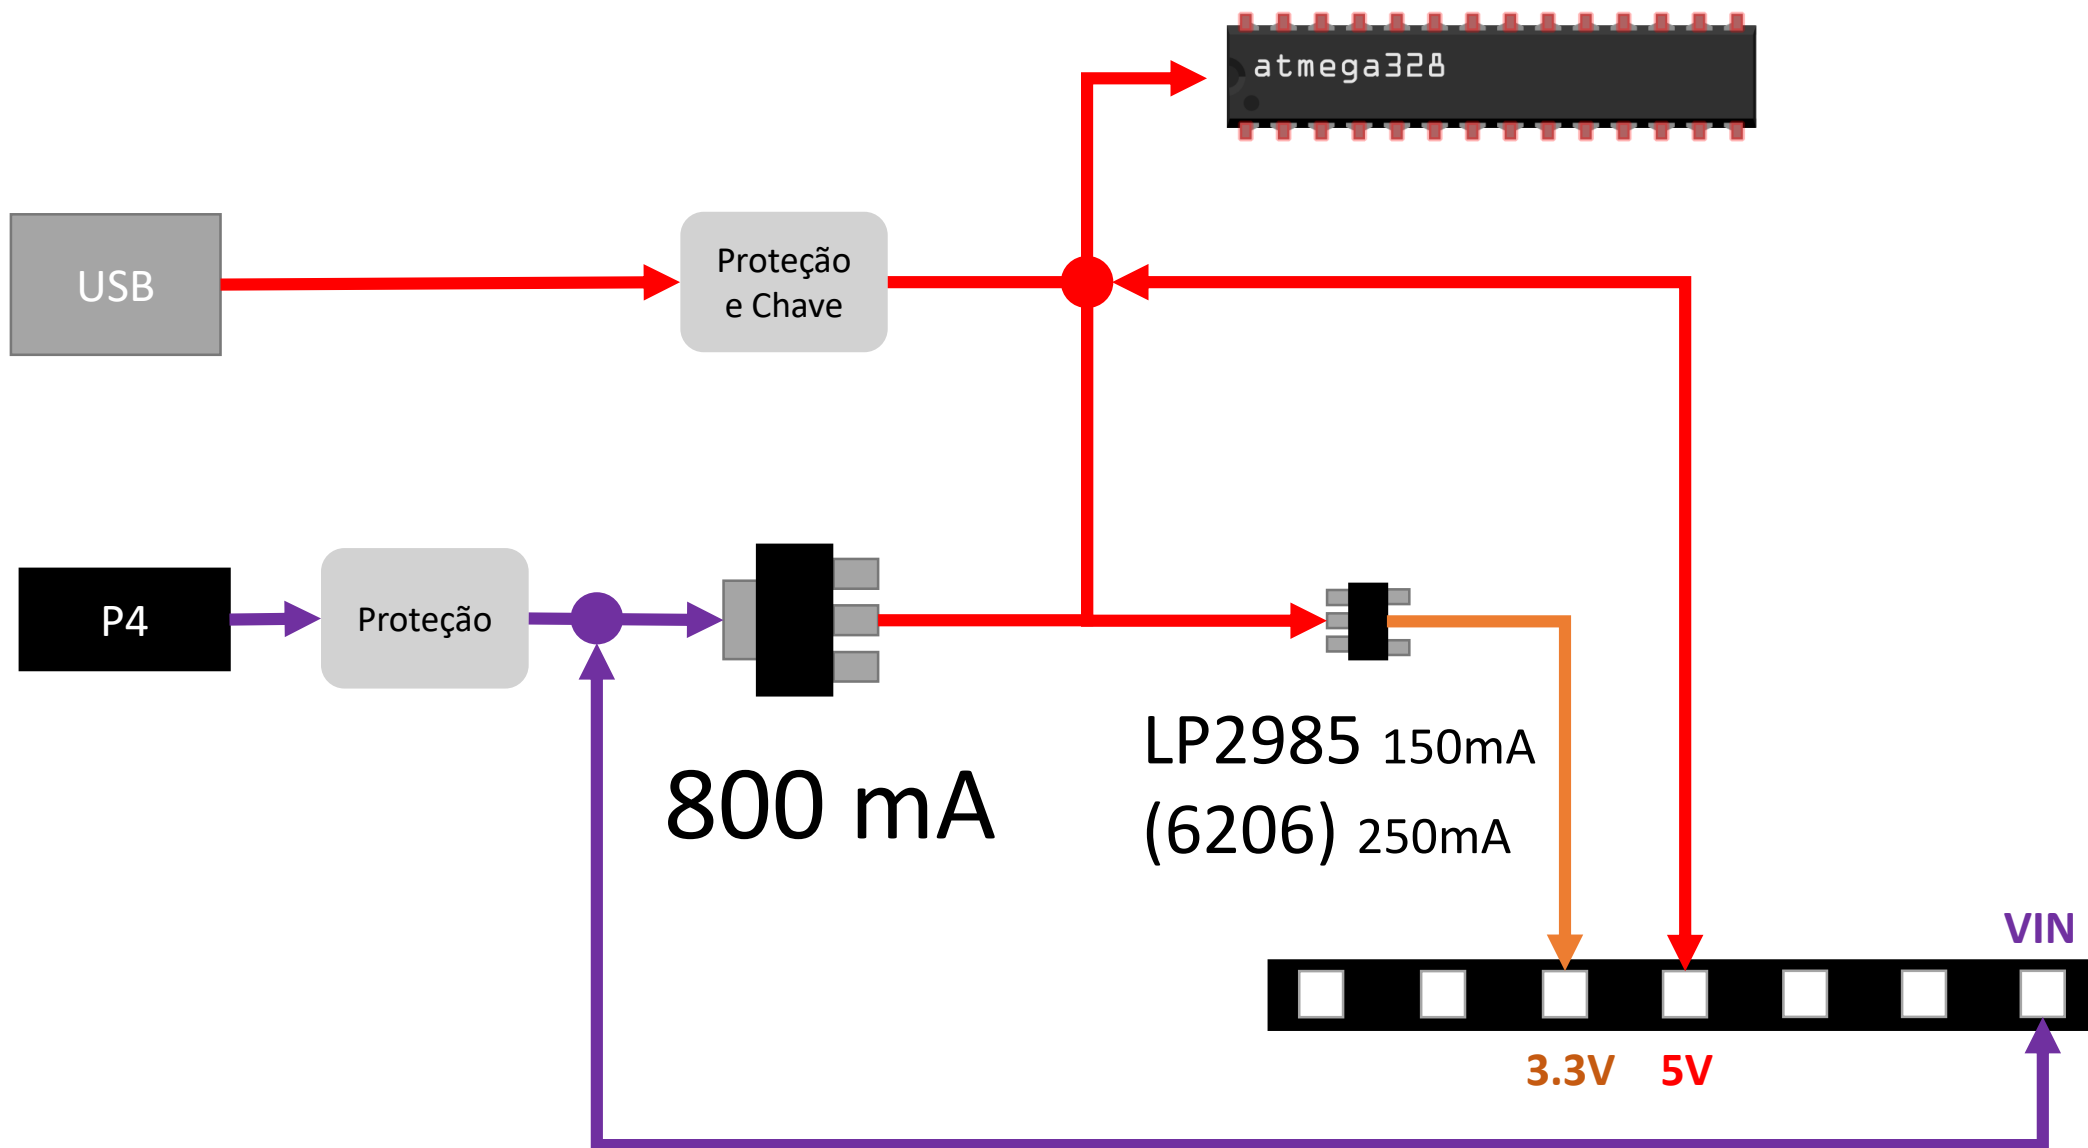 atmega328
USB
Proteção
e Chave
P4
Proteção
800 mA
LP2985 150mA
(6206) 250mA
VIN
3.3V
5V